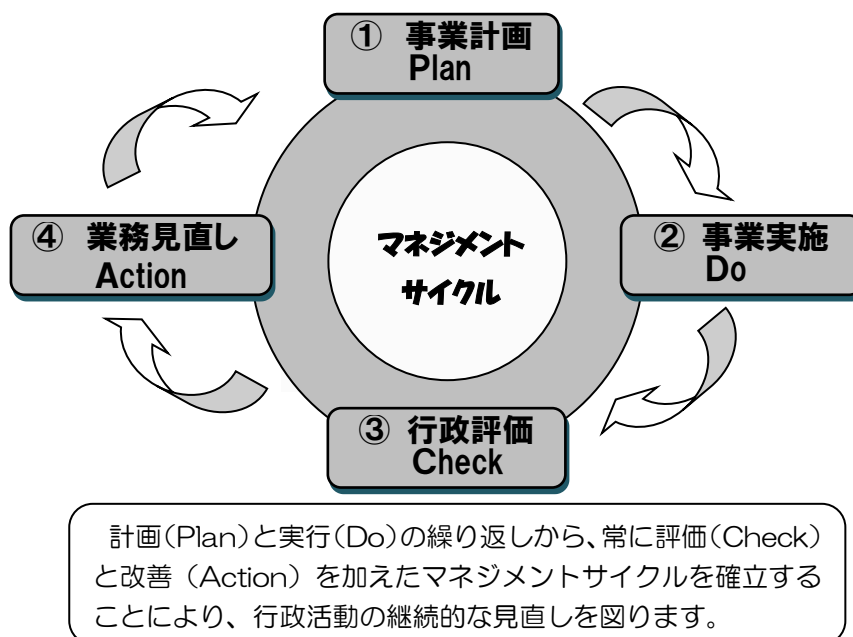 ① 事業計画
Plan
④ 業務見直し
Action
マネジメント
サイクル
② 事業実施
Do
③ 行政評価
Check
計画(Plan)と実行(Do)の繰り返しから、常に評価(Check)
と改善（Action）を加えたマネジメントサイクルを確立する
ことにより、行政活動の継続的な見直しを図ります。